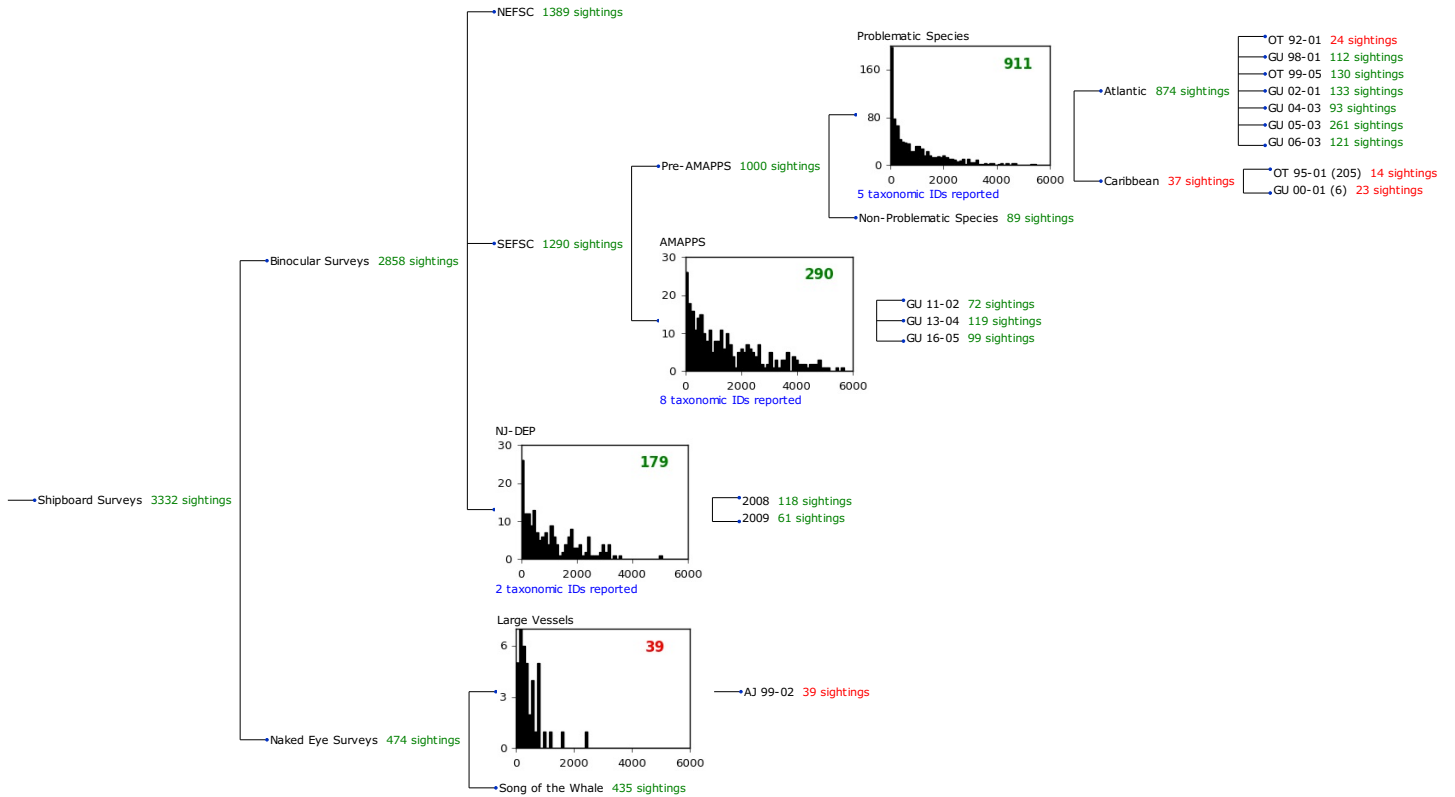 NEFSC 1389 sightings
Problematic Species
911
160
80
0
0 2000 4000 6000
5 taxonomic IDs reported
Atlantic 874 sightings
OT 92-01 24 sightings
GU 98-01 112 sightings
OT 99-05 130 sightings
GU 02-01 133 sightings
GU 04-03 93 sightings
GU 05-03 261 sightings
GU 06-03 121 sightings
Caribbean 37 sightings
OT 95-01 (205) 14 sightings
GU 00-01 (6) 23 sightings
Pre-AMAPPS 1000 sightings
Non-Problematic Species 89 sightings
SEFSC 1290 sightings
AMAPPS
290
30
20
10
0
0 2000 4000 6000
8 taxonomic IDs reported
GU 11-02 72 sightings
GU 13-04 119 sightings
GU 16-05 99 sightings
Binocular Surveys 2858 sightings
NJ-DEP
179
30
20
10
0
0 2000 4000 6000
2 taxonomic IDs reported
2008 118 sightings
2009 61 sightings
Shipboard Surveys 3332 sightings
Large Vessels
39
6
3
0
0 2000 4000 6000
AJ 99-02 39 sightings
Naked Eye Surveys 474 sightings
Song of the Whale 435 sightings